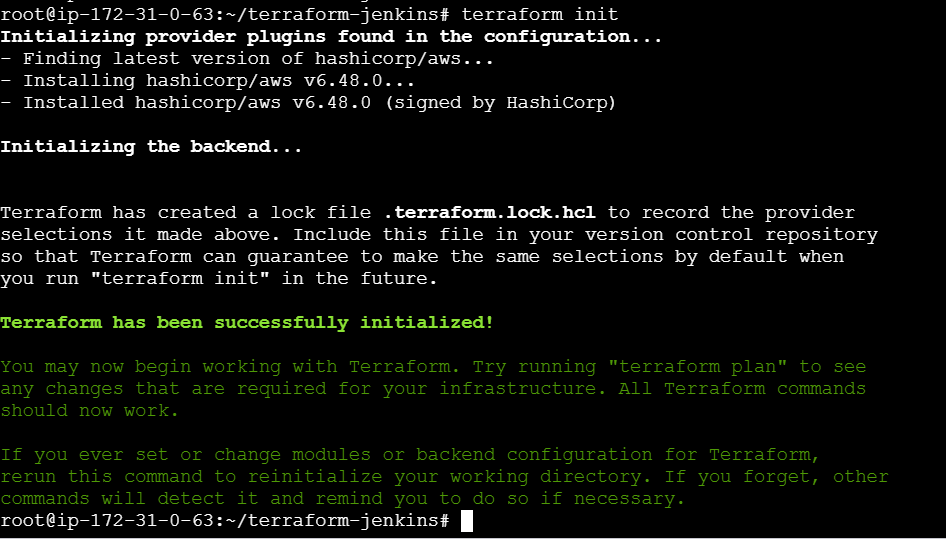 root@ip-172-31-0-63:~/terraform-jenkins# terraform init
Initializing provider plugins found in the configuration...
- Finding latest version of hashicorp/aws...
- Installing hashicorp/aws v6.48.0...
- Installed hashicorp/aws v6.48.0 (signed by HashiCorp)
Initializing the backend...
Terraform has created a lock file .terraform.lock.hcl to record the provider
selections it made above. Include this file in your version control repository
so that Terraform can guarantee to make the same selections by default when
you run "terraform init" in the future.
Terraform has been successfully initialized!
You may now begin working with Terraform. Try running "terraform plan" to see
any changes that are required for your infrastructure. All Terraform commands
should now work.
If you ever set or change modules or backend configuration for Terraform,
rerun this command to reinitialize your working directory. If you forget, other
commands will detect it and remind you to do so if necessary.
root@ip-172-31-0-63:~/terraform-jenkins#